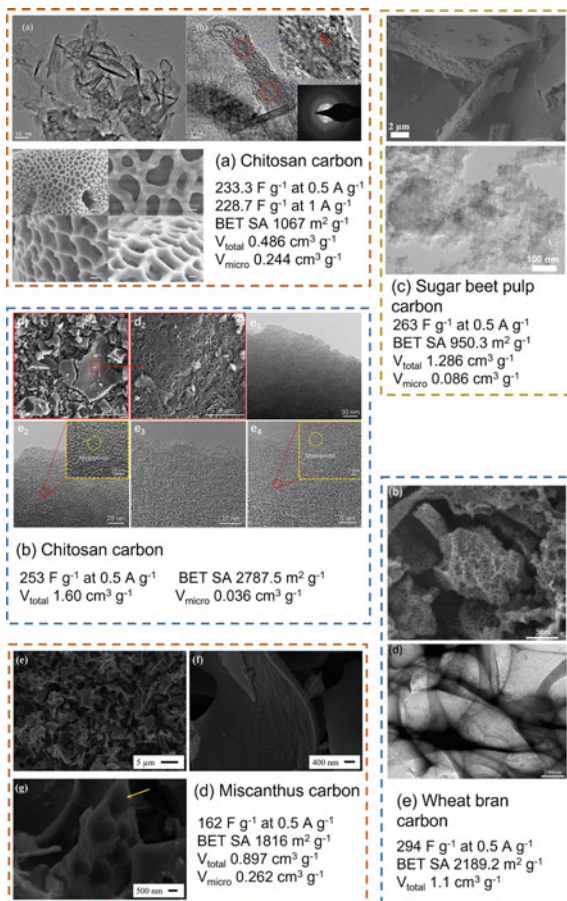 (a)
(b)
(a) Chitosan carbon
233.3 F g⁻¹ at 0.5 A g⁻¹
228.7 F g⁻¹ at 1 A g⁻¹
BET SA 1067 m² g⁻¹
V_total 0.486 cm³ g⁻¹
V_micro 0.244 cm³ g⁻¹
2 µm
100 nm
(c) Sugar beet pulp
carbon
263 F g⁻¹ at 0.5 A g⁻¹
BET SA 950.3 m² g⁻¹
V_total 1.286 cm³ g⁻¹
V_micro 0.086 cm³ g⁻¹
d₂
50 nm
e₂
e₃
e₄
(b) Chitosan carbon
253 F g⁻¹ at 0.5 A g⁻¹ BET SA 2787.5 m² g⁻¹
V_total 1.60 cm³ g⁻¹ V_micro 0.036 cm³ g⁻¹
(b)
(d)
(e) Wheat bran
carbon
294 F g⁻¹ at 0.5 A g⁻¹
BET SA 2189.2 m² g⁻¹
V_total 1.1 cm³ g⁻¹
(e)
5 µm
(f)
400 nm
(g)
500 nm
(d) Miscanthus carbon
162 F g⁻¹ at 0.5 A g⁻¹
BET SA 1816 m² g⁻¹
V_total 0.897 cm³ g⁻¹
V_micro 0.262 cm³ g⁻¹